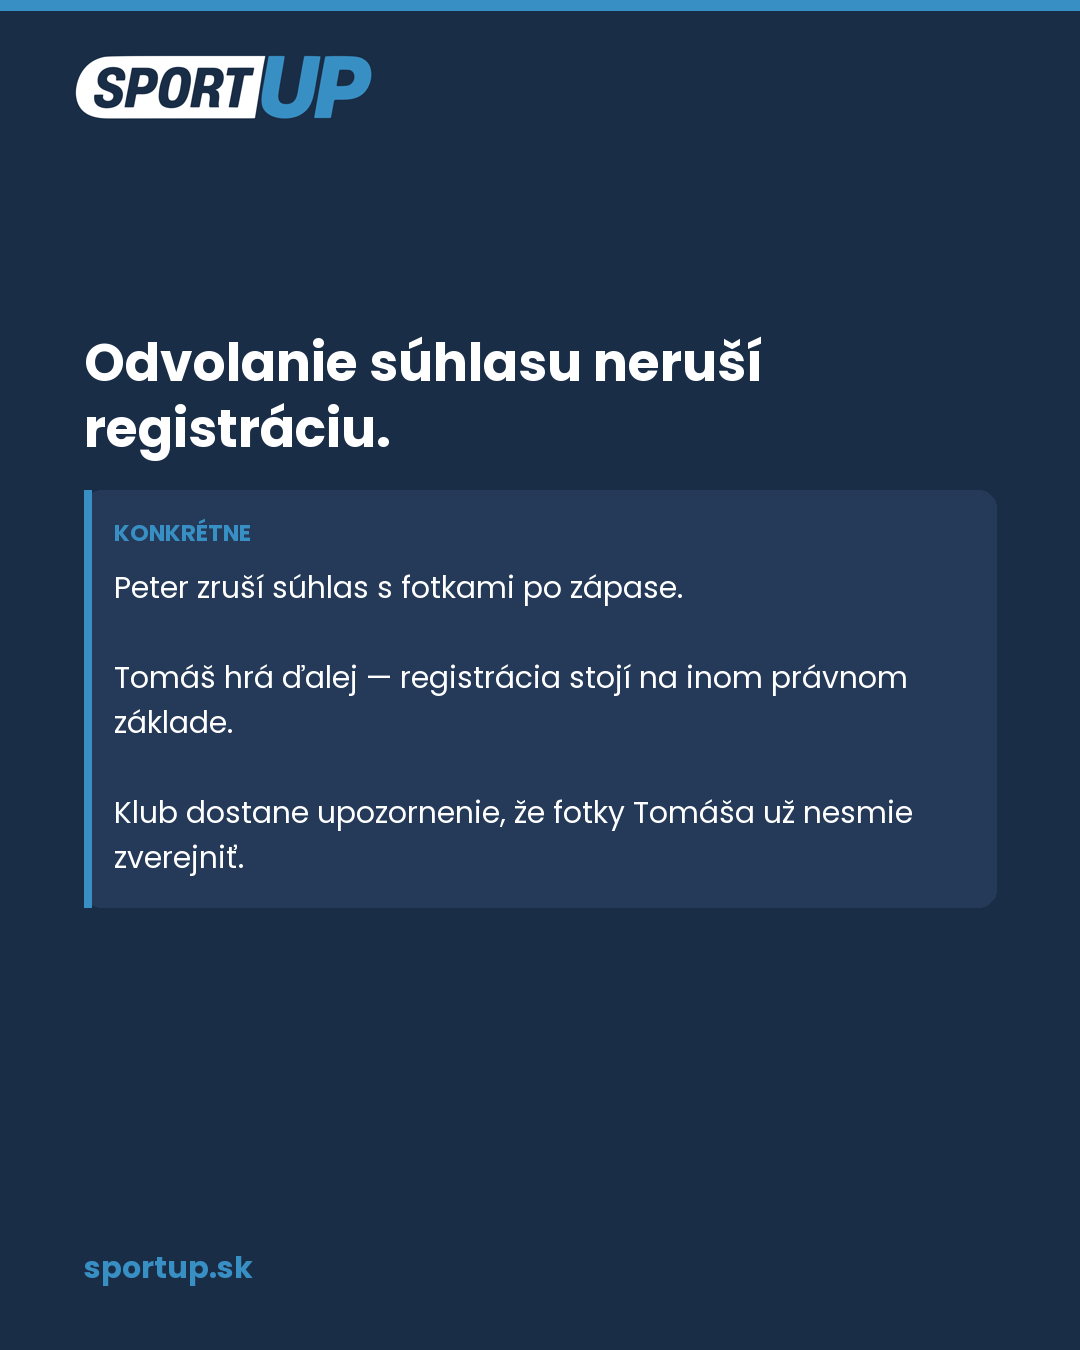 SPORTUP
Odvolanie súhlasu neruší
registráciu.
KONKRÉTNE
Peter zruší súhlas s fotkami po zápase.
Tomáš hrá ďalej — registrácia stojí na inom právnom
základe.
Klub dostane upozornenie, že fotky Tomáša už nesmie
zverejniť.
sportup.sk